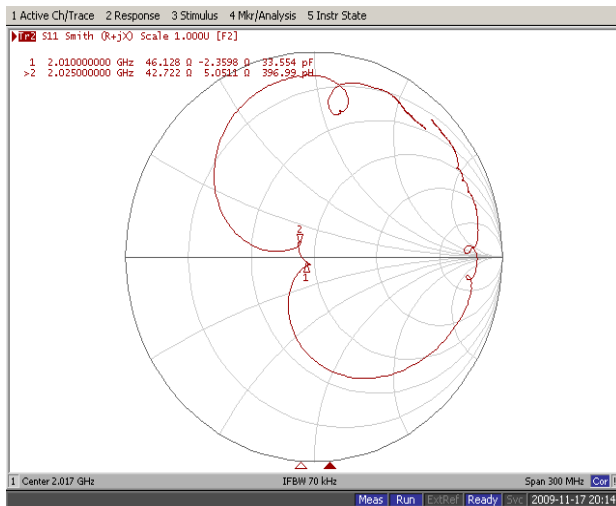 1 Active Ch/Trace 2 Response 3 Stimulus 4 Mkr/Analysis 5 Instr State
Tr2 S11 Smith (R+jX) Scale 1.000U [F2]
1 2.010000000 GHz 46.128 Ω -2.3598 Ω 33.554 pF
>2 2.025000000 GHz 42.722 Ω 5.0511 Ω 396.99 pH
2
1
1 Center 2.017 GHz IFBW 70 kHz Span 300 MHz Cor
Meas Run ExtRef Ready Svc 2009-11-17 20:14